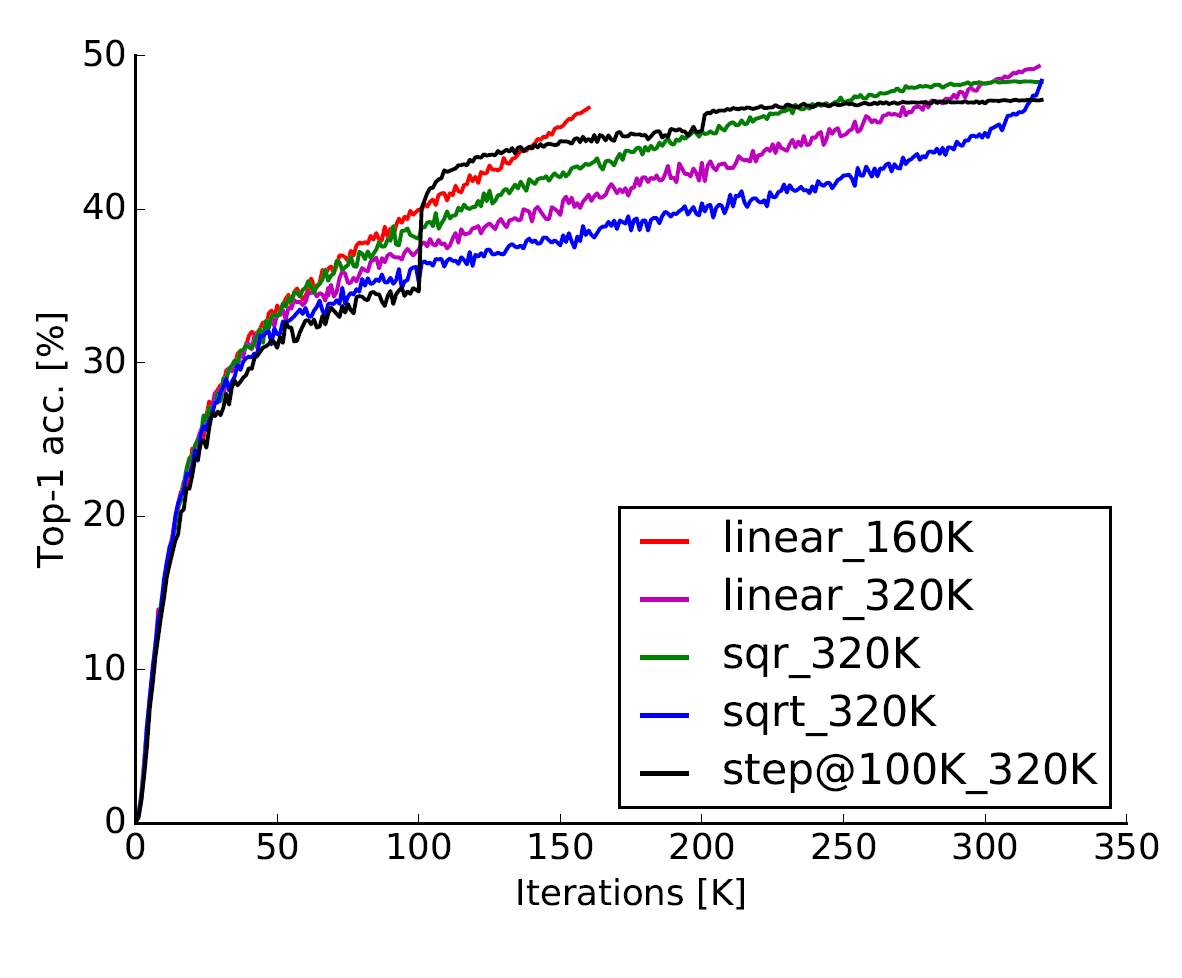 50
40
30
20
10
0
Top-1 acc. [%]
0 50 100 150 200 250 300 350
Iterations [K]
linear_160K
linear_320K
sqr_320K
sqrt_320K
step@100K_320K